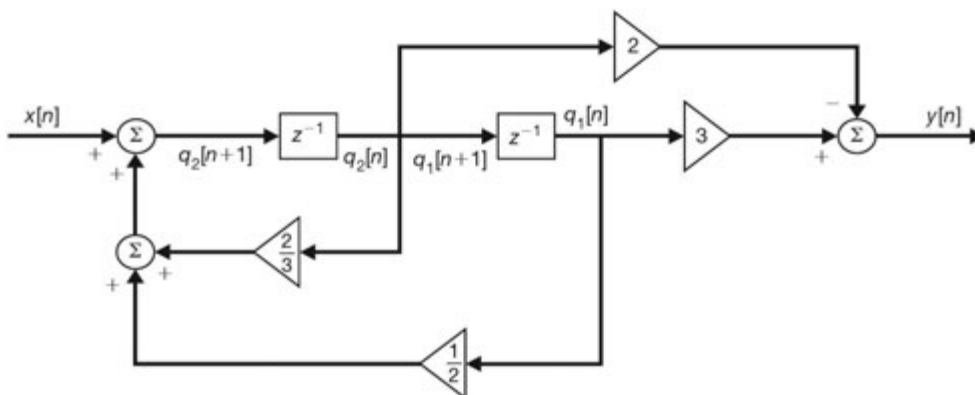 2
x[n]
Σ
z⁻¹
z⁻¹
q₁[n]
3
−
Σ
y[n]
+
q₂[n+1]
q₂[n]
q₁[n+1]
+
+
Σ
+
+
2/3
1/2